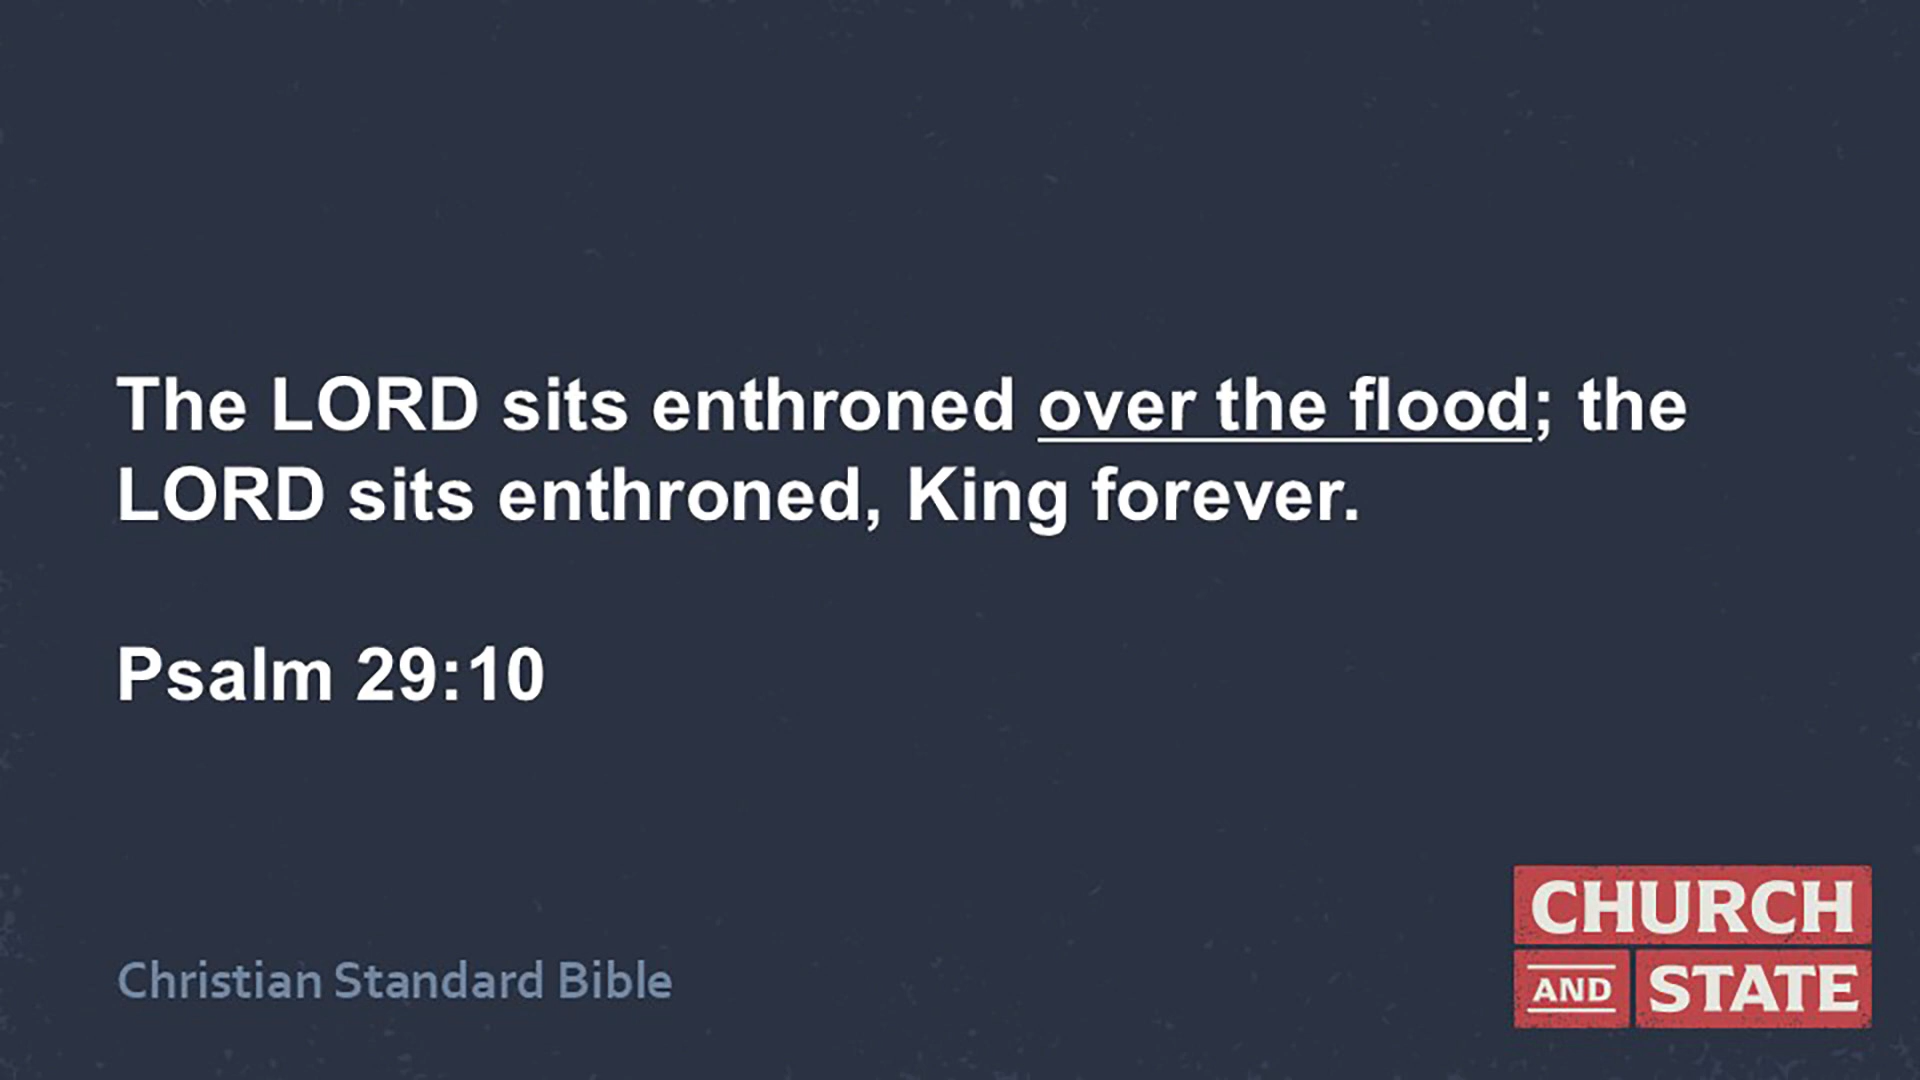 The LORD sits enthroned over the flood; the
LORD sits enthroned, King forever.
Psalm 29:10
Christian Standard Bible
CHURCH
AND STATE